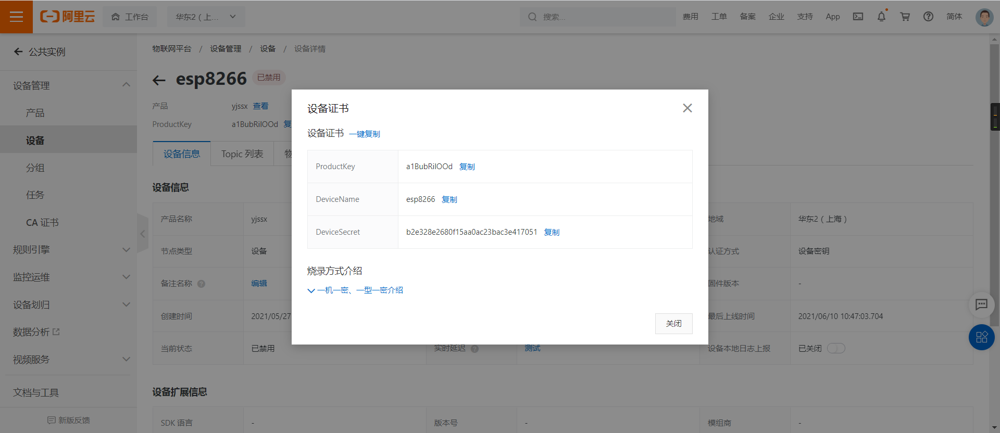 阿里云
工作台
华东2（上...
搜索...
费用
工单
备案
企业
支持
App
简体
公共实例
设备管理
产品
设备
分组
任务
CA 证书
规则引擎
监控运维
设备划归
数据分析
视频服务
文档与工具
新版反馈
物联网平台 / 设备管理 / 设备 / 设备详情
esp8266 已禁用
产品 yjssx 查看
ProductKey a1BubRilOOd 复
设备信息 Topic 列表 物
设备信息
产品名称 yjssx 地域 华东2（上海）
节点类型 设备 认证方式 设备密钥
备注名称 编辑 固件版本 -
创建时间 2021/05/27 最后上线时间 2021/06/10 10:47:03.704
当前状态 已禁用 实时延迟 测试 设备本地日志上报 已关闭
设备扩展信息
SDK 语言 - 版本号 - 模组商 -
设备证书
设备证书 一键复制
ProductKey a1BubRilOOd 复制
DeviceName esp8266 复制
DeviceSecret b2e328e2680f15aa0ac23bac3e417051 复制
烧录方式介绍
一机一密、一型一密介绍
关闭